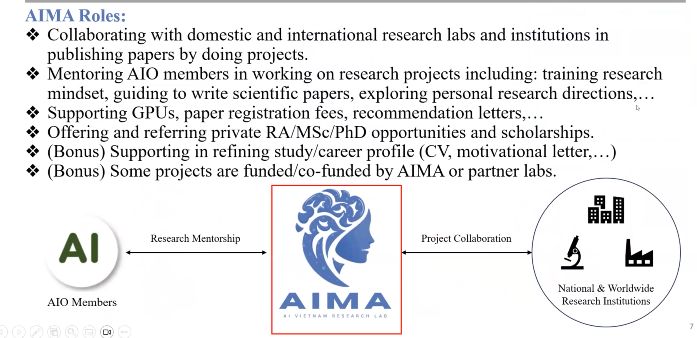 AIMA Roles:
❖ Collaborating with domestic and international research labs and institutions in
publishing papers by doing projects.
❖ Mentoring AIO members in working on research projects including: training research
mindset, guiding to write scientific papers, exploring personal research directions,…
❖ Supporting GPUs, paper registration fees, recommendation letters,…
❖ Offering and referring private RA/MSc/PhD opportunities and scholarships.
❖ (Bonus) Supporting in refining study/career profile (CV, motivational letter,…)
❖ (Bonus) Some projects are funded/co-funded by AIMA or partner labs.
AI
AIO Members
Research Mentorship
AIMA
AI VIETNAM RESEARCH LAB
Project Collaboration
National & Worldwide
Research Institutions
7